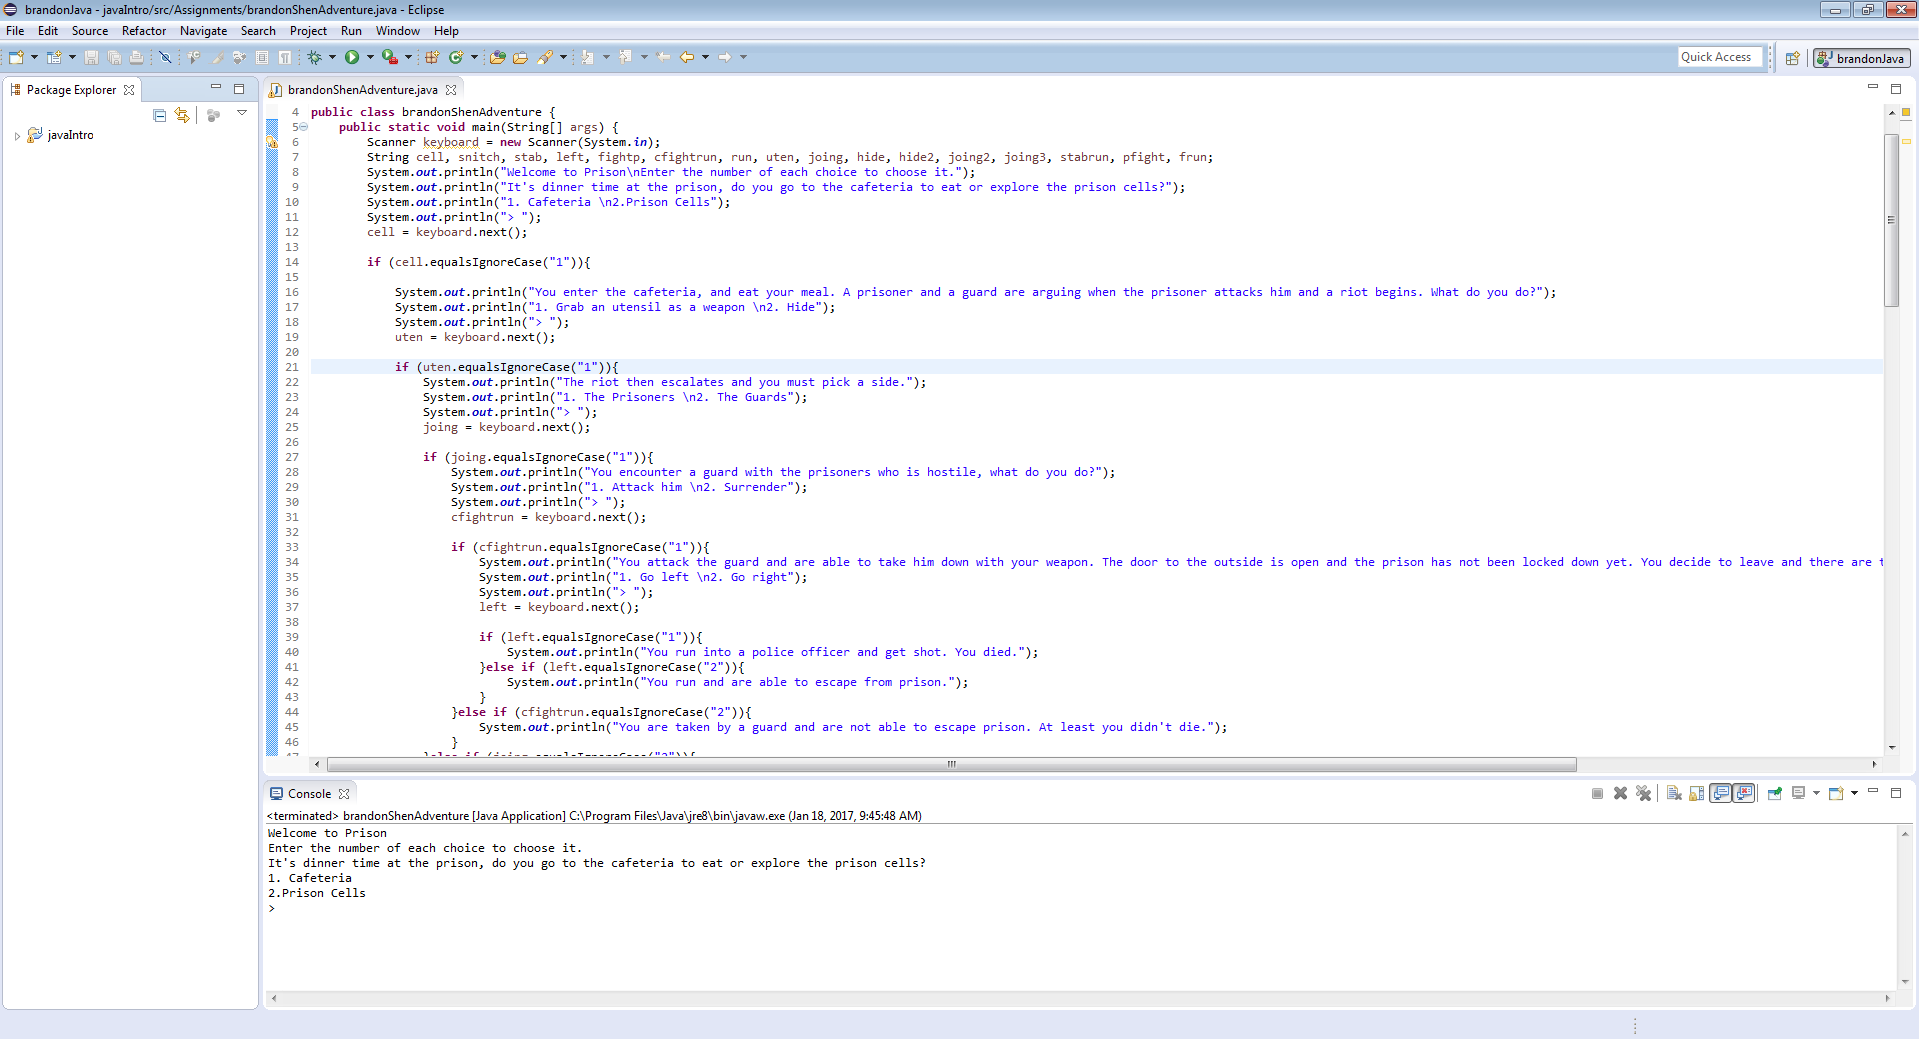 brandonJava - javaIntro/src/Assignments/brandonShenAdventure.java - Eclipse
File Edit Source Refactor Navigate Search Project Run Window Help
Quick Access
brandonJava
Package Explorer
javaIntro
brandonShenAdventure.java
4 public class brandonShenAdventure {
5 public static void main(String[] args) {
6 Scanner keyboard = new Scanner(System.in);
7 String cell, snitch, stab, left, fightp, cfightrun, run, uten, joing, hide, hide2, joing2, joing3, stabrun, pfight, frun;
8 System.out.println("Welcome to Prison\nEnter the number of each choice to choose it.");
9 System.out.println("It's dinner time at the prison, do you go to the cafeteria to eat or explore the prison cells?");
10 System.out.println("1. Cafeteria \n2.Prison Cells");
11 System.out.println("> ");
12 cell = keyboard.next();
13
14 if (cell.equalsIgnoreCase("1")){
15
16 System.out.println("You enter the cafeteria, and eat your meal. A prisoner and a guard are arguing when the prisoner attacks him and a riot begins. What do you do?");
17 System.out.println("1. Grab an utensil as a weapon \n2. Hide");
18 System.out.println("> ");
19 uten = keyboard.next();
20
21 if (uten.equalsIgnoreCase("1")){
22 System.out.println("The riot then escalates and you must pick a side.");
23 System.out.println("1. The Prisoners \n2. The Guards");
24 System.out.println("> ");
25 joing = keyboard.next();
26
27 if (joing.equalsIgnoreCase("1")){
28 System.out.println("You encounter a guard with the prisoners who is hostile, what do you do?");
29 System.out.println("1. Attack him \n2. Surrender");
30 System.out.println("> ");
31 cfightrun = keyboard.next();
32
33 if (cfightrun.equalsIgnoreCase("1")){
34 System.out.println("You attack the guard and are able to take him down with your weapon. The door to the outside is open and the prison has not been locked down yet. You decide to leave and there are t
35 System.out.println("1. Go left \n2. Go right");
36 System.out.println("> ");
37 left = keyboard.next();
38
39 if (left.equalsIgnoreCase("1")){
40 System.out.println("You run into a police officer and get shot. You died.");
41 }else if (left.equalsIgnoreCase("2")){
42 System.out.println("You run and are able to escape from prison.");
43 }
44 }else if (cfightrun.equalsIgnoreCase("2")){
45 System.out.println("You are taken by a guard and are not able to escape prison. At least you didn't die.");
46 }
47 }else if (joing.equalsIgnoreCase("2")){
Console
<terminated> brandonShenAdventure [Java Application] C:\Program Files\Java\jre8\bin\javaw.exe (Jan 18, 2017, 9:45:48 AM)
Welcome to Prison
Enter the number of each choice to choose it.
It's dinner time at the prison, do you go to the cafeteria to eat or explore the prison cells?
1. Cafeteria
2.Prison Cells
>